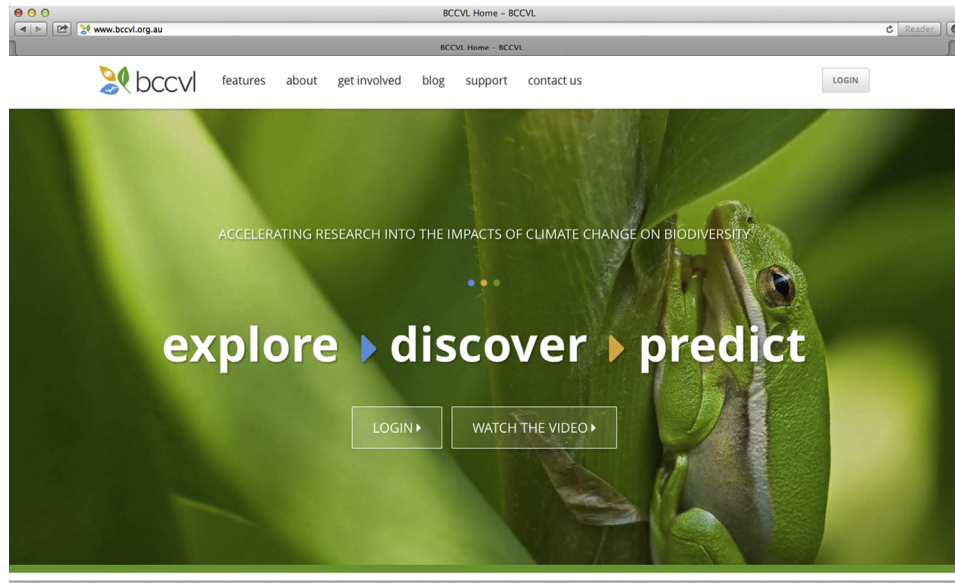 BCCVL Home – BCCVL
www.bccvl.org.au
Reader
BCCVL Home – BCCVL
bccvl features about get involved blog support contact us LOGIN
ACCELERATING RESEARCH INTO THE IMPACTS OF CLIMATE CHANGE ON BIODIVERSITY
explore discover predict
LOGIN WATCH THE VIDEO